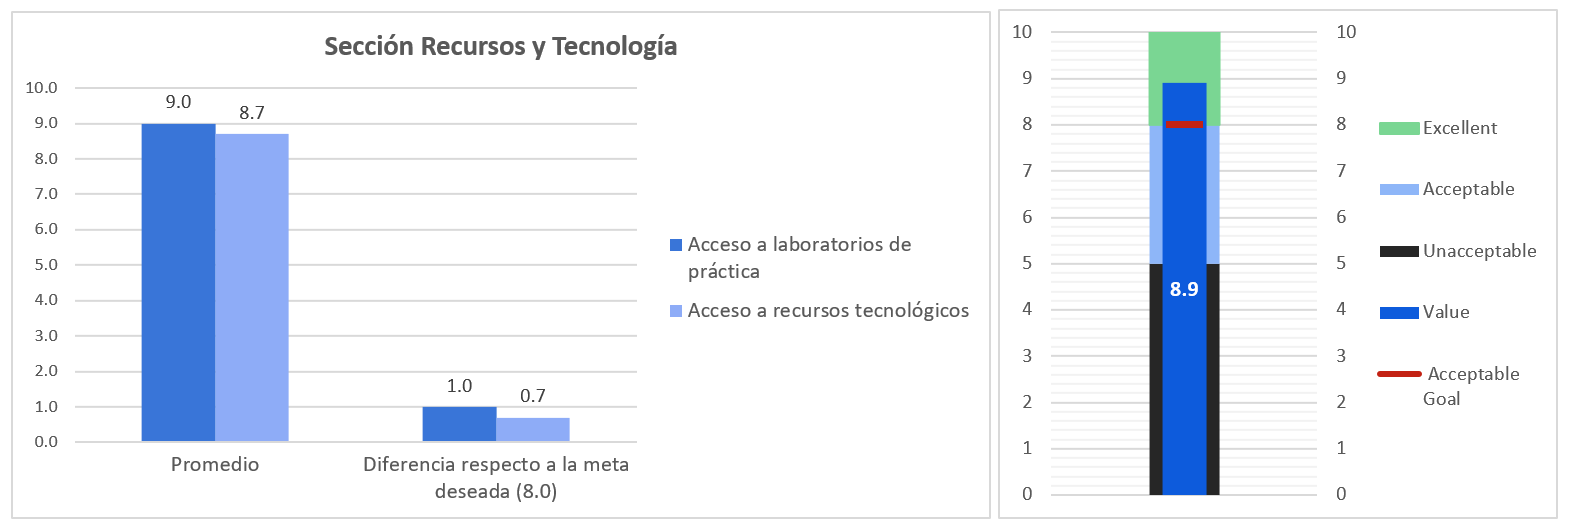 Sección Recursos y Tecnología
10.0
9.0
8.0
7.0
6.0
5.0
4.0
3.0
2.0
1.0
0.0
9.0
8.7
1.0
0.7
Promedio
Diferencia respecto a la meta
deseada (8.0)
Acceso a laboratorios de
práctica
Acceso a recursos tecnológicos
10
9
8
7
6
5
4
3
2
1
0
8.9
10
9
8
7
6
5
4
3
2
1
0
Excellent
Acceptable
Unacceptable
Value
Acceptable
Goal